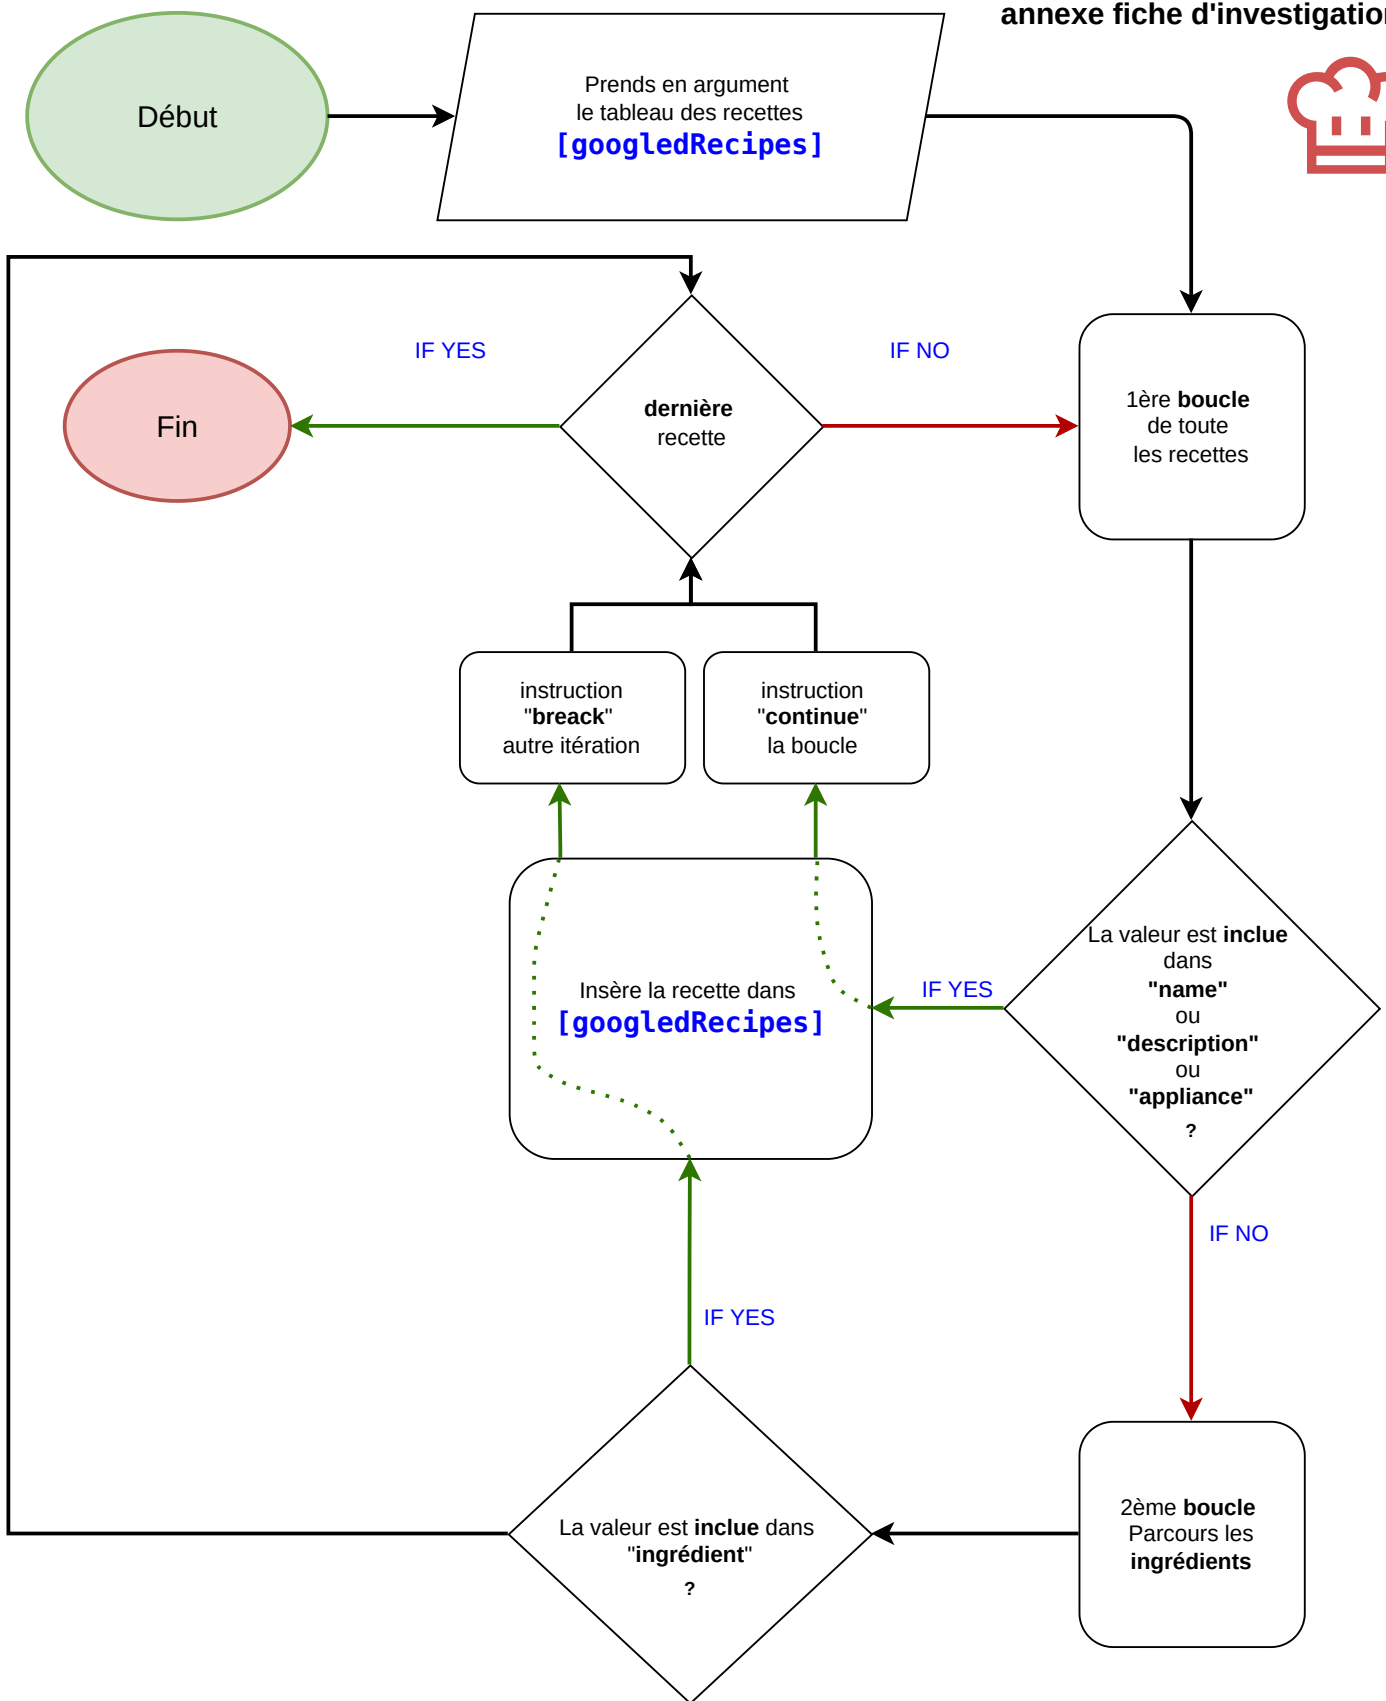 annexe fiche d'investigation
Début
Prends en argument
le tableau des recettes
[googledRecipes]
IF YES
IF NO
Fin
dernière
recette
1ère boucle
de toute
les recettes
instruction
"breack"
autre itération
instruction
"continue"
la boucle
La valeur est inclue
dans
"name"
ou
"description"
ou
"appliance"
?
IF YES
Insère la recette dans
[googledRecipes]
IF NO
IF YES
La valeur est inclue dans
"ingrédient"
?
2ème boucle
Parcours les
ingrédients